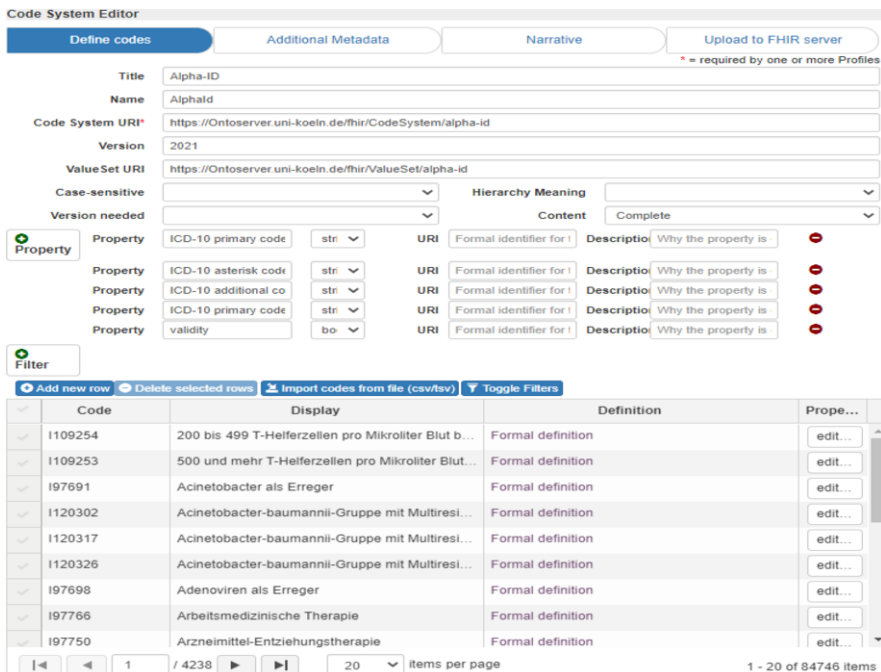 Code System Editor
Define codes Additional Metadata Narrative Upload to FHIR server
* = required by one or more Profiles
Title Alpha-ID
Name AlphaId
Code System URI* https://Ontoserver.uni-koeln.de/fhir/CodeSystem/alpha-id
Version 2021
ValueSet URI https://Ontoserver.uni-koeln.de/fhir/ValueSet/alpha-id
Case-sensitive Hierarchy Meaning
Version needed Content Complete
Property Property ICD-10 primary code stri URI Formal identifier for t Descriptio Why the property is
Property ICD-10 asterisk code stri URI Formal identifier for t Descriptio Why the property is
Property ICD-10 additional co stri URI Formal identifier for t Descriptio Why the property is
Property ICD-10 primary code stri URI Formal identifier for t Descriptio Why the property is
Property validity bo URI Formal identifier for t Descriptio Why the property is
Filter
Add new row Delete selected rows Import codes from file (csv/tsv) Toggle Filters
Code Display Definition Prope...
I109254 200 bis 499 T-Helferzellen pro Mikroliter Blut b... Formal definition edit...
I109253 500 und mehr T-Helferzellen pro Mikroliter Blut... Formal definition edit...
I97691 Acinetobacter als Erreger Formal definition edit...
I120302 Acinetobacter-baumannii-Gruppe mit Multiresi... Formal definition edit...
I120317 Acinetobacter-baumannii-Gruppe mit Multiresi... Formal definition edit...
I120326 Acinetobacter-baumannii-Gruppe mit Multiresi... Formal definition edit...
I97698 Adenoviren als Erreger Formal definition edit...
I97766 Arbeitsmedizinische Therapie Formal definition edit...
I97750 Arzneimittel-Entziehungstherapie Formal definition edit...
1 / 4238 20 items per page 1 - 20 of 84746 items